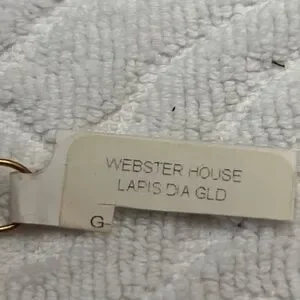 WEBSTER HOUSE
LAPIS DIA GLD
G-